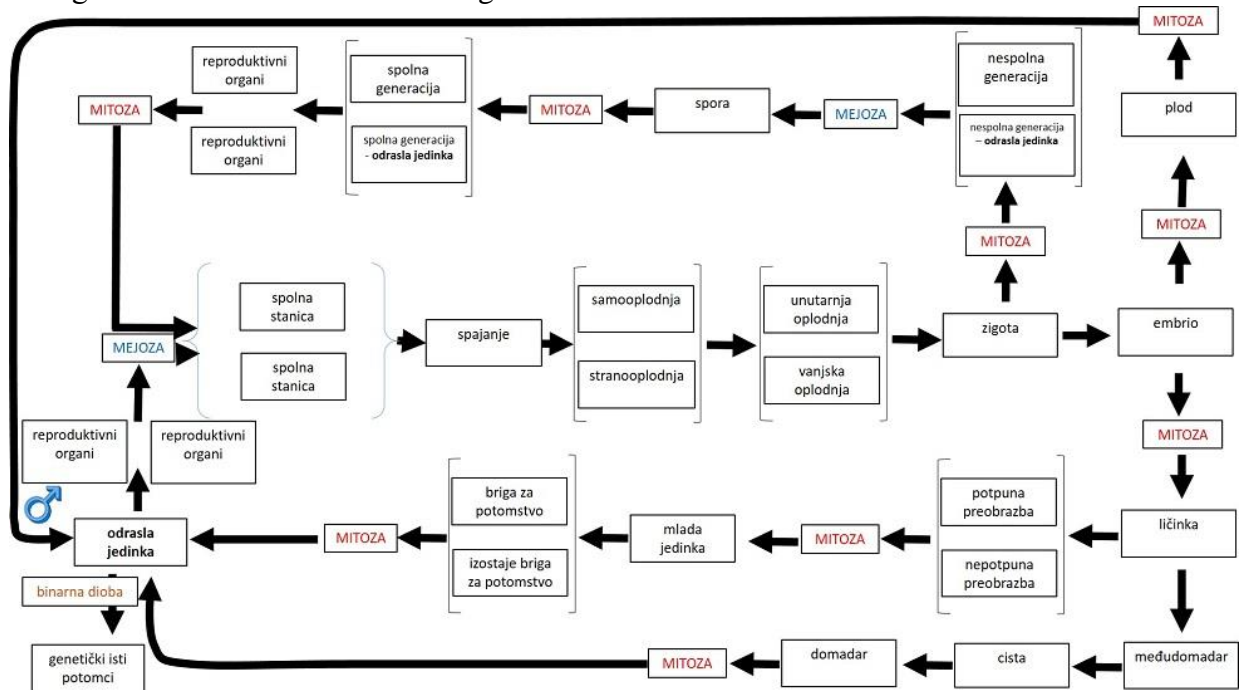 MITOZA
reproduktivni
organi
spolna
generacija
nespolna
generacija
plod
MITOZA
MITOZA
spora
MEJOZA
reproduktivni
organi
spolna generacija
- odrasla jedinka
nespolna generacija
– odrasla jedinka
MITOZA
MITOZA
spolna
stanica
samooplodnja
unutarnja
oplodnja
MEJOZA
spajanje
zigota
embrio
spolna
stanica
stranooplodnja
vanjska
oplodnja
reproduktivni
organi
reproduktivni
organi
MITOZA
briga za
potomstvo
potpuna
preobrazba
odrasla
jedinka
MITOZA
mlada
jedinka
MITOZA
ličinka
izostaje briga
za potomstvo
nepotpuna
preobrazba
binarna dioba
genetički isti
potomci
MITOZA
domadar
cista
međudomadar